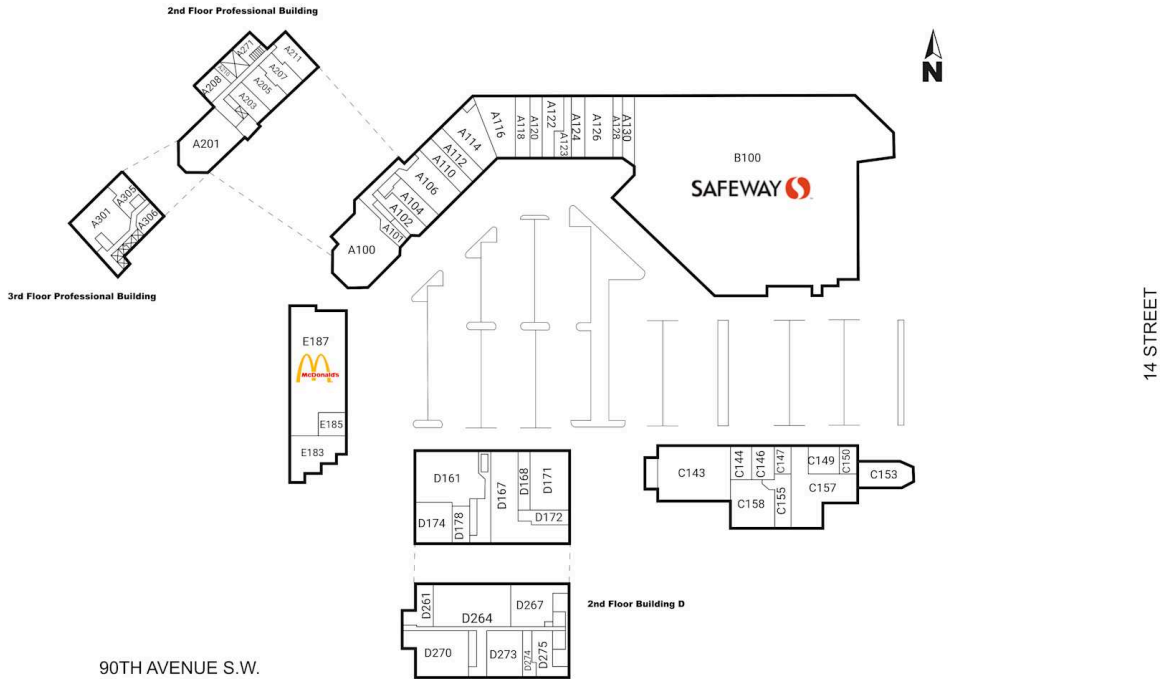 2nd Floor Professional Building
A271
A211
A208
A207
A205
A203
A201
A305
A301
A306
3rd Floor Professional Building
N
A116
A118
A120
A122
A123
A124
A126
A128
A130
A114
A112
A110
A106
A104
A102
A101
A100
B100
SAFEWAY
14 STREET
E187
McDonald's
E185
E183
D161
D167
D168
D171
D172
D174
D178
C143
C144
C146
C147
C149
C150
C153
C155
C157
C158
2nd Floor Building D
D261
D264
D267
D270
D273
D274
D275
90TH AVENUE S.W.